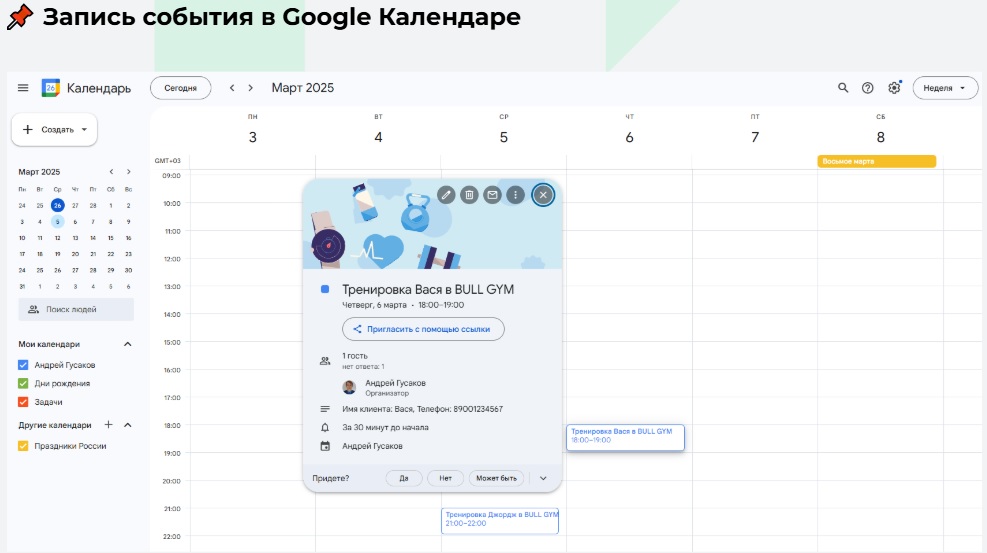 Запись события в Google Календаре
26 Календарь
Сегодня
Март 2025
Неделя
Создать
ПН ВТ СР ЧТ ПТ СБ
3 4 5 6 7 8
GMT+03
Восьмое марта
Март 2025
Пн Вт Ср Чт Пт Сб Вс
24 25 26 27 28 1 2
3 4 5 6 7 8 9
10 11 12 13 14 15 16
17 18 19 20 21 22 23
24 25 26 27 28 29 30
31 1 2 3 4 5 6
Поиск людей
Мои календари
Андрей Гусаков
Дни рождения
Задачи
Другие календари
Праздники России
09:00
10:00
11:00
12:00
13:00
14:00
15:00
16:00
17:00
18:00
19:00
20:00
21:00
22:00
Тренировка Вася в BULL GYM
Четверг, 6 марта • 18:00–19:00
Пригласить с помощью ссылки
1 гость
нет ответа: 1
Андрей Гусаков
Организатор
Имя клиента: Вася, Телефон: 89001234567
За 30 минут до начала
Андрей Гусаков
Придете?
Да
Нет
Может быть
Тренировка Вася в BULL GYM
18:00–19:00
Тренировка Джордж в BULL GYM
21:00–22:00